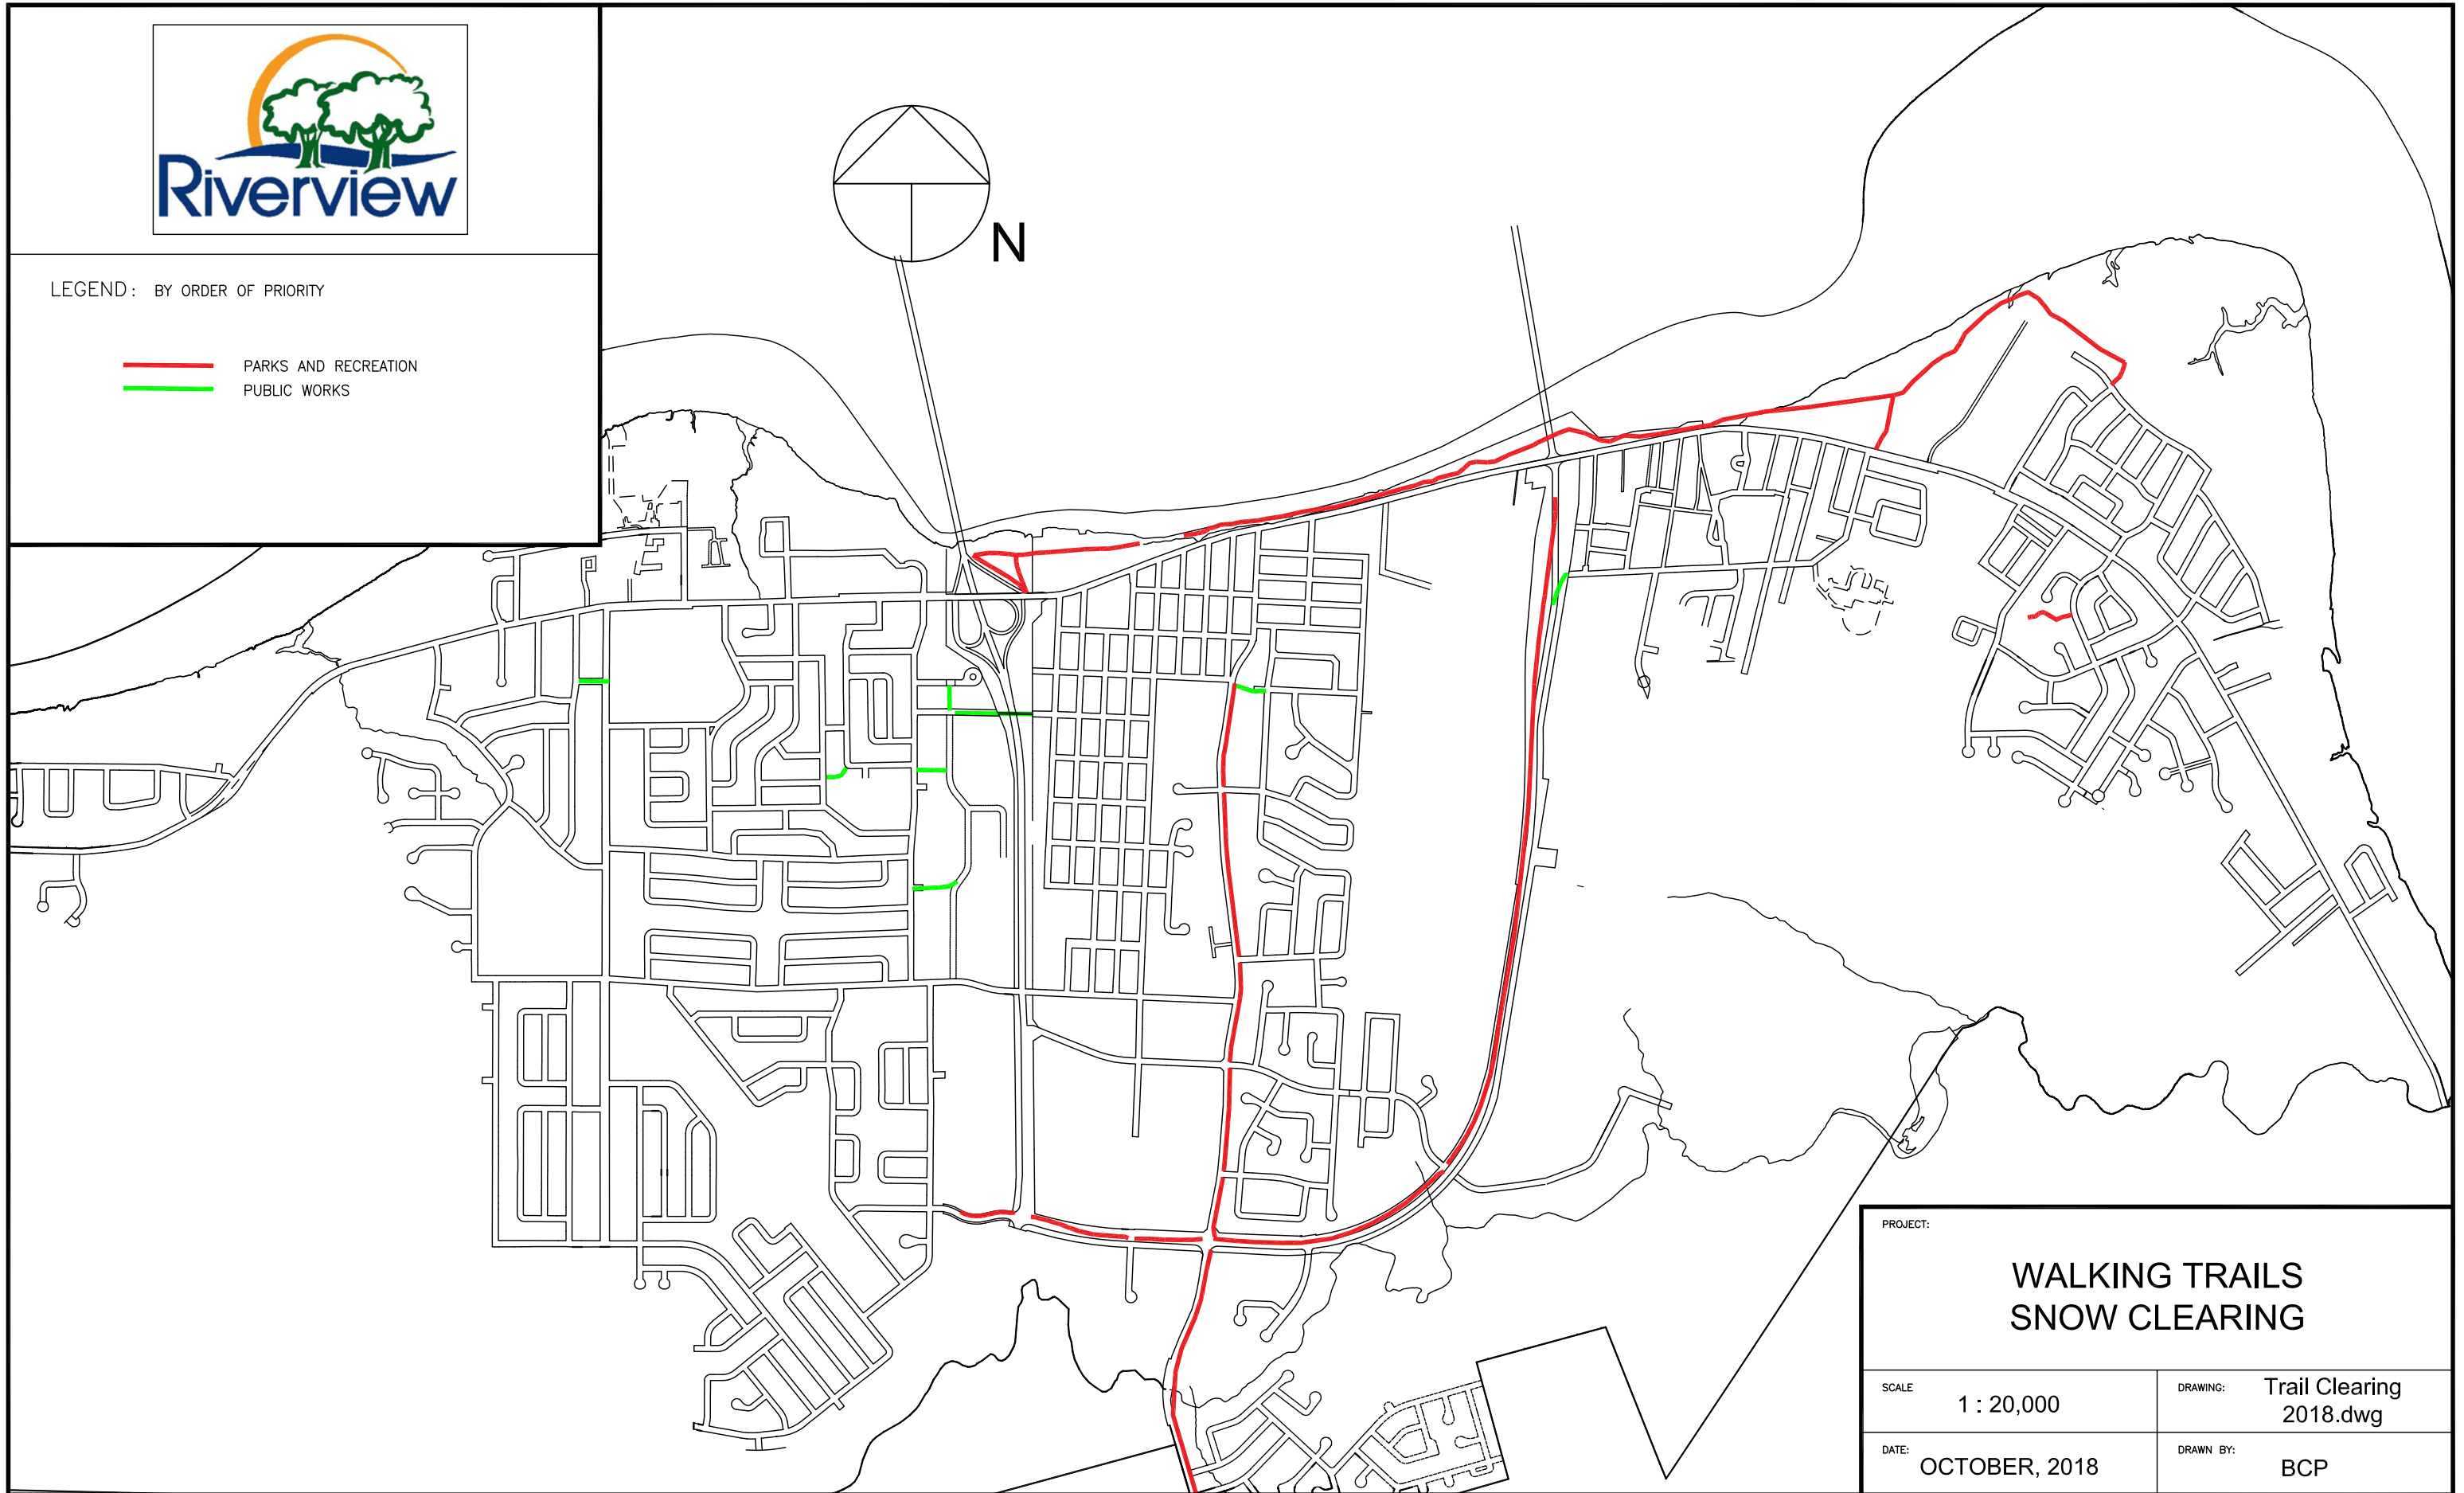 Riverview
LEGEND: BY ORDER OF PRIORITY
PARKS AND RECREATION
PUBLIC WORKS
N
PROJECT:
WALKING TRAILS
SNOW CLEARING
SCALE
1 : 20,000
DRAWING:
Trail Clearing
2018.dwg
DATE:
OCTOBER, 2018
DRAWN BY:
BCP